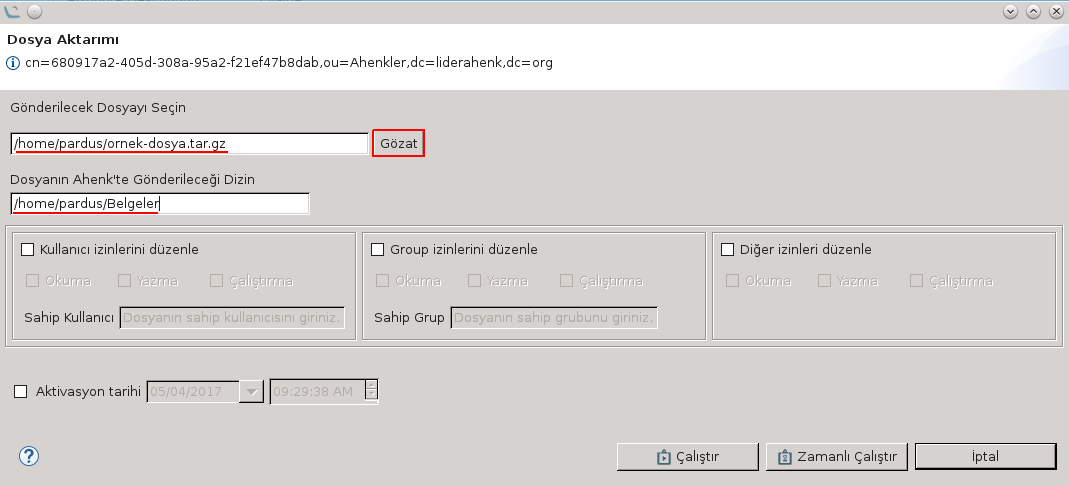 Dosya Aktarımı
cn=680917a2-405d-308a-95a2-f21ef47b8dab,ou=Ahenkler,dc=liderahenk,dc=org
Gönderilecek Dosyayı Seçin
/home/pardus/ornek-dosya.tar.gz Gözat
Dosyanın Ahenk'te Gönderileceği Dizin
/home/pardus/Belgeler
Kullanıcı izinlerini düzenle Group izinlerini düzenle Diğer izinleri düzenle
Okuma Yazma Çalıştırma Okuma Yazma Çalıştırma Okuma Yazma Çalıştırma
Sahip Kullanıcı Dosyanın sahip kullanıcısını giriniz. Sahip Grup Dosyanın sahip grubunu giriniz.
Aktivasyon tarihi 05/04/2017 09:29:38 AM
? Çalıştır Zamanlı Çalıştır İptal